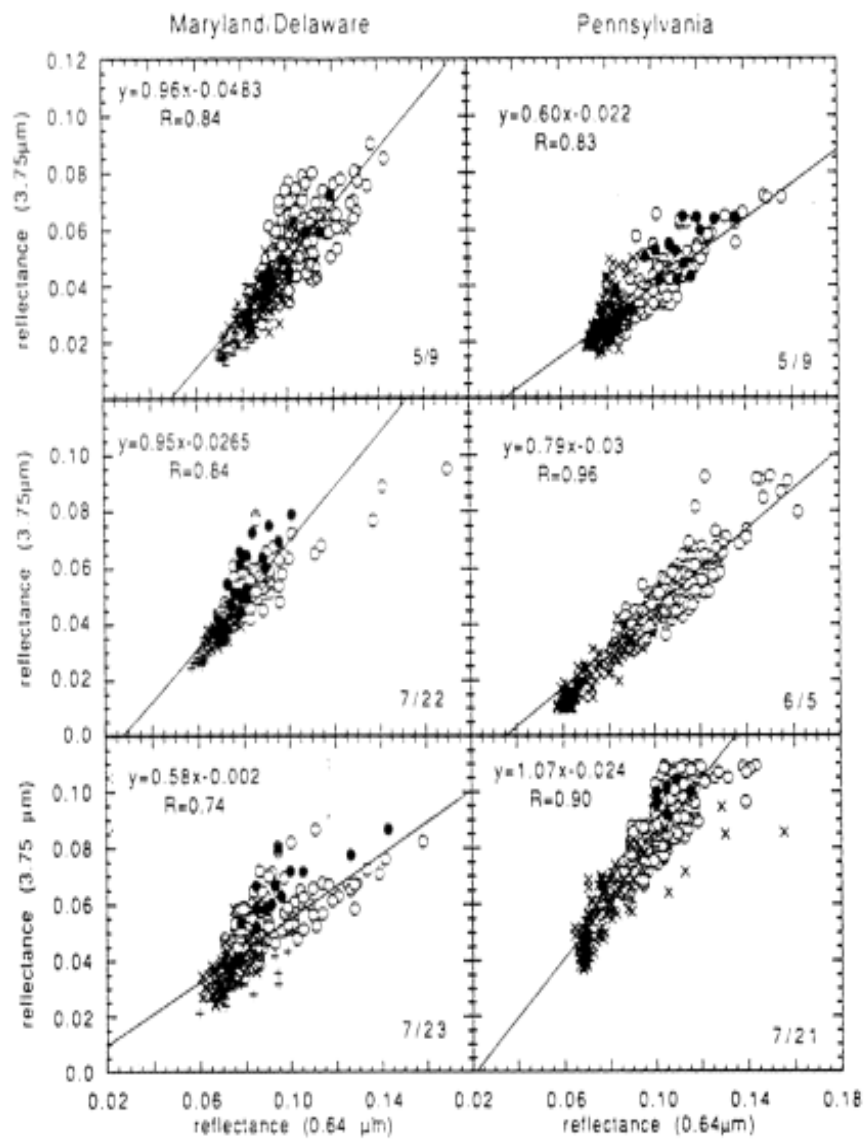 Maryland/Delaware
Pennsylvania
0.12
0.10
0.08
0.06
0.04
0.02
reflectance (3.75μm)
y=0.96x-0.0483
R=0.84
5/9
y=0.60x-0.022
R=0.83
5/9
0.10
0.08
0.06
0.04
0.02
0.0
reflectance (3.75μm)
y=0.95x-0.0265
R=0.84
7/22
y=0.79x-0.03
R=0.96
6/5
0.10
0.08
0.06
0.04
0.02
0.0
reflectance (3.75 μm)
y=0.58x-0.002
R=0.74
7/23
y=1.07x-0.024
R=0.90
7/21
0.02 0.06 0.10 0.14 0.02 0.06 0.10 0.14 0.18
reflectance (0.64 μm)
reflectance (0.64μm)